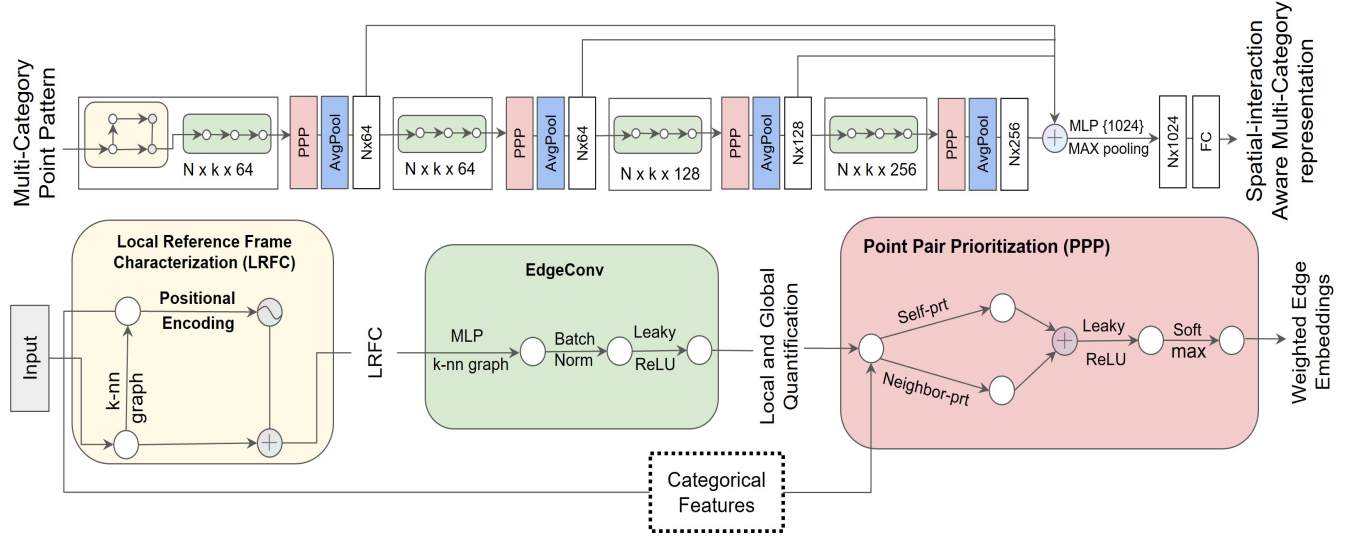 Multi-Category
Point Pattern
N x k x 64
PPP
AvgPool
Nx64
N x k x 64
PPP
AvgPool
Nx64
N x k x 128
PPP
AvgPool
Nx128
N x k x 256
PPP
AvgPool
Nx256
MLP {1024}
MAX pooling
Nx1024
FC
Spatial-interaction
Aware Multi-Category
representation
Input
Local Reference Frame
Characterization (LRFC)
Positional
Encoding
k-nn
graph
LRFC
EdgeConv
MLP
k-nn graph
Batch
Norm
Leaky
ReLU
Local and Global
Quantification
Point Pair Prioritization (PPP)
Self-prt
Neighbor-prt
Leaky
ReLU
Soft
max
Weighted Edge
Embeddings
Categorical
Features